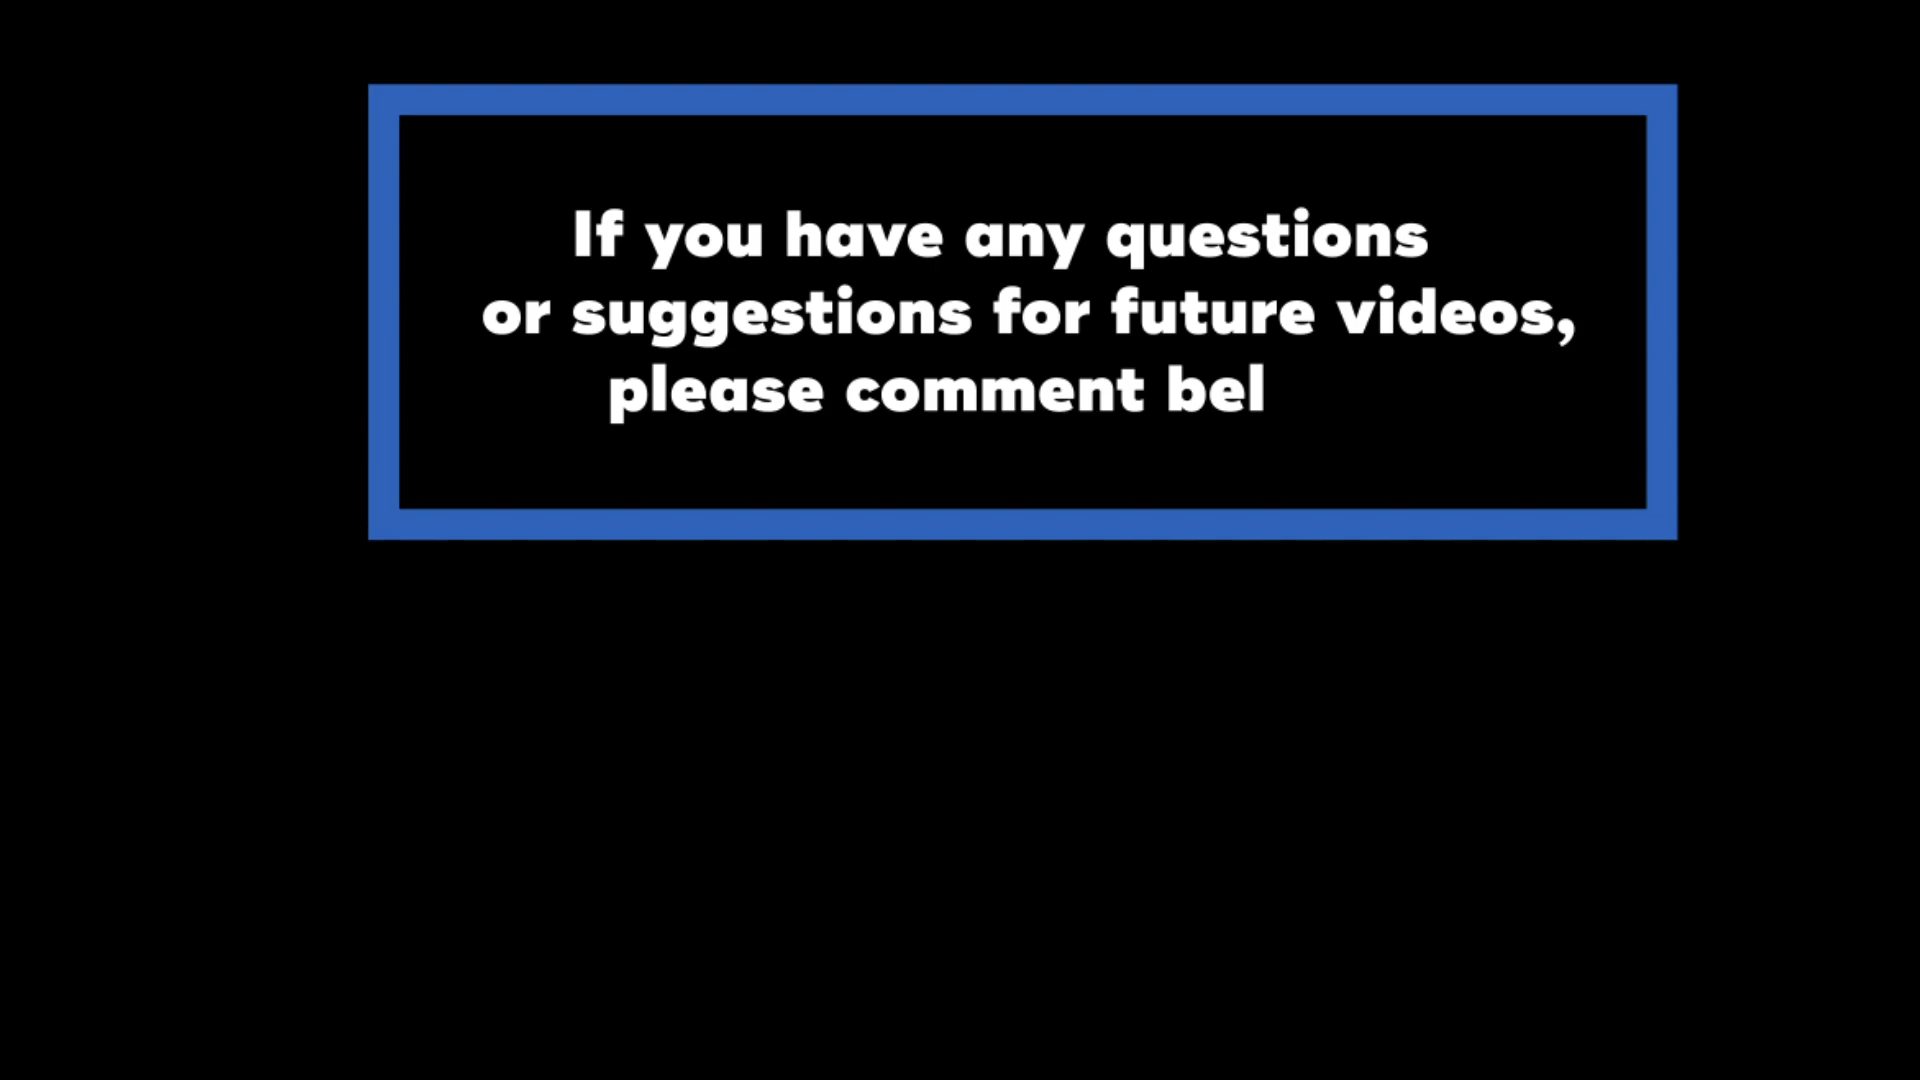 If you have any questions
or suggestions for future videos,
please comment bel